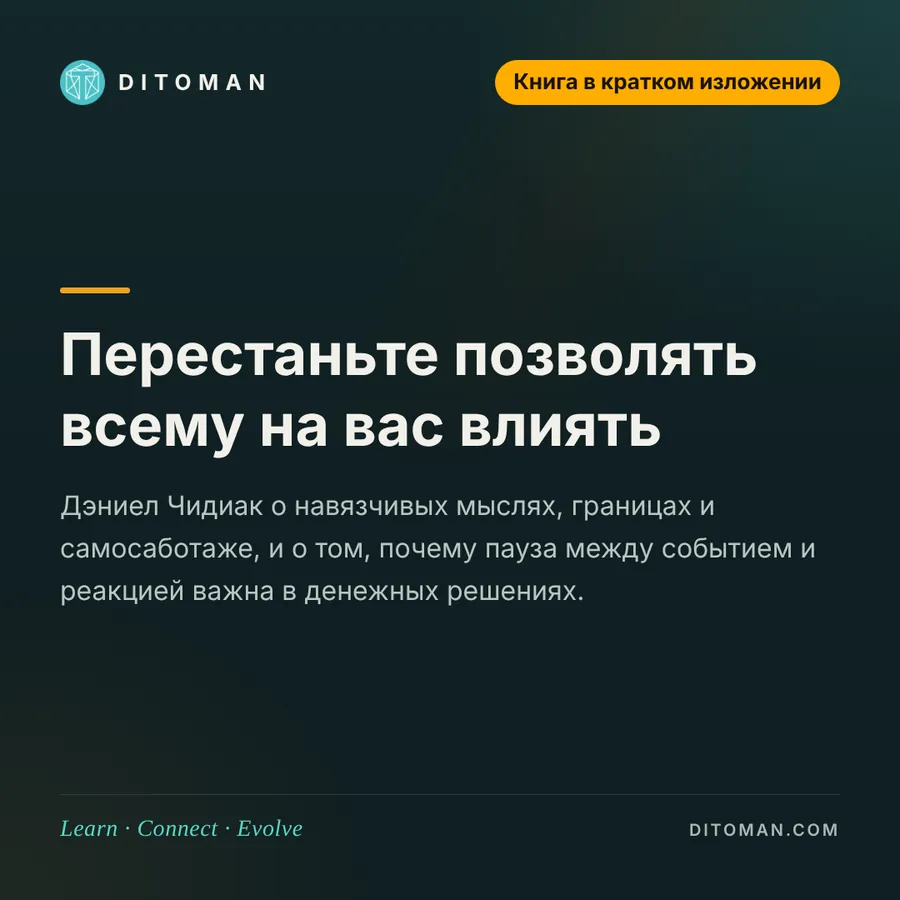 DITOMAN
Книга в кратком изложении
Перестаньте позволять
всему на вас влиять
Дэниел Чидиак о навязчивых мыслях, границах и
самосаботаже, и о том, почему пауза между событием и
реакцией важна в денежных решениях.
Learn · Connect · Evolve
DITOMAN.COM